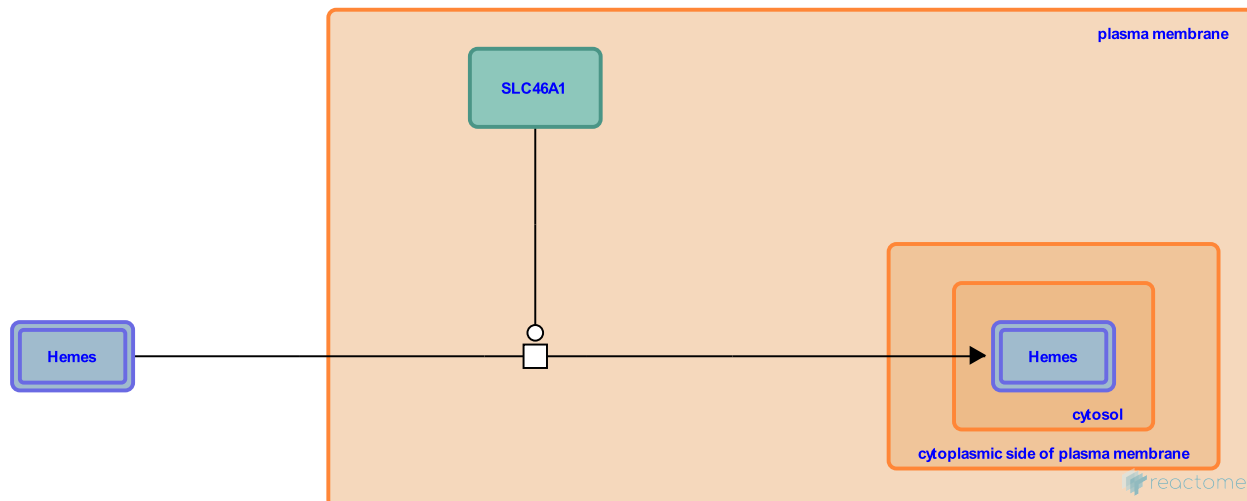 plasma membrane
SLC46A1
Hemes
Hemes
cytosol
cytoplasmic side of plasma membrane
reactome